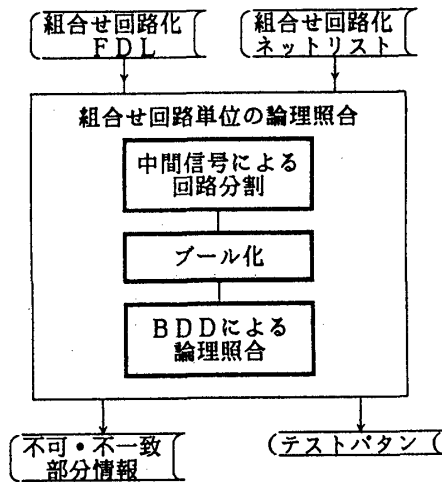 組合せ回路化
FDL
組合せ回路化
ネットリスト
組合せ回路単位の論理照合
中間信号による
回路分割
ブール化
BDDによる
論理照合
不可・不一致
部分情報
テストパタン